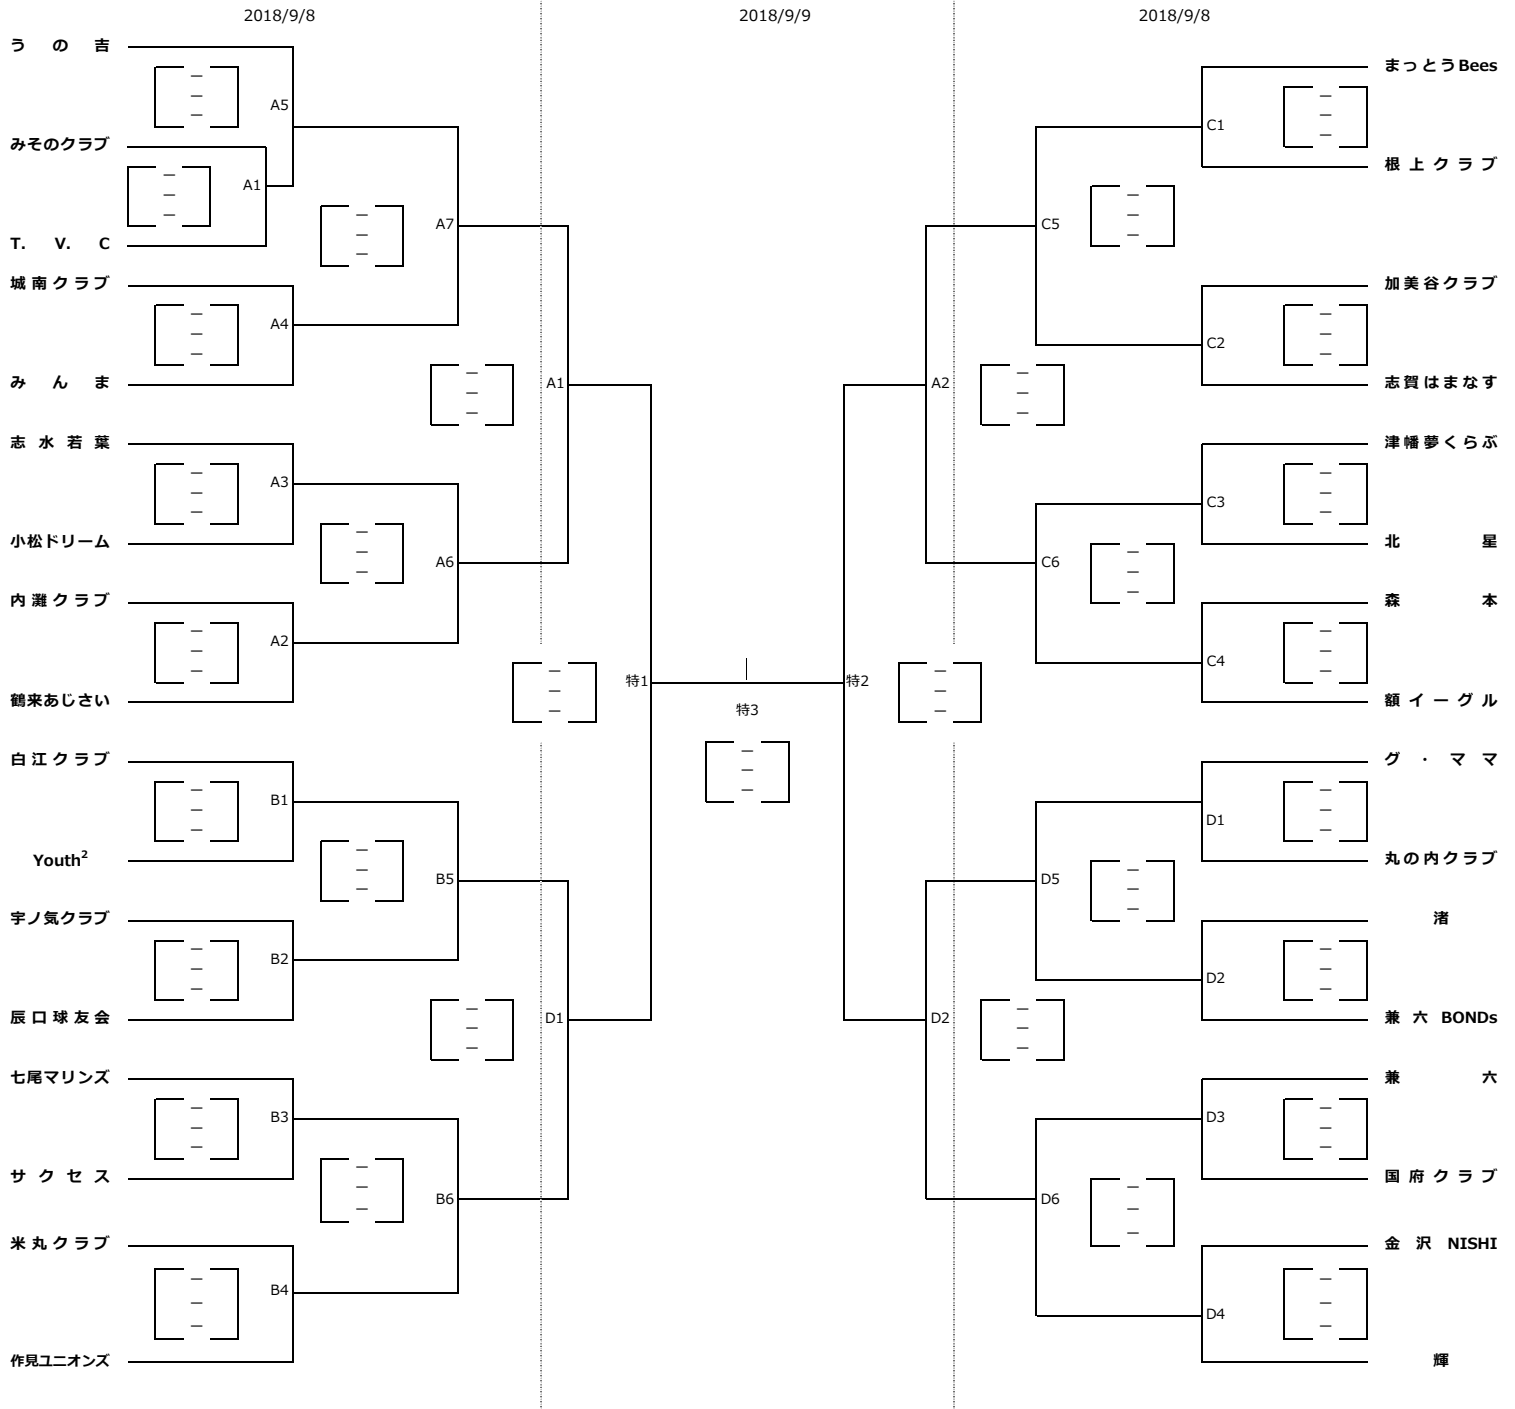 2018/9/8
2018/9/9
2018/9/8
うの吉
A5
みそのクラブ
A1
T. V. C
A7
城南クラブ
A4
みんま
A1
志水若葉
A3
小松ドリーム
A6
内灘クラブ
A2
鶴来あじさい
特1
白江クラブ
B1
Youth²
B5
宇ノ気クラブ
B2
辰口球友会
D1
七尾マリンズ
B3
サクセス
B6
米丸クラブ
B4
作見ユニオンズ
特3
まっとうBees
C1
根上クラブ
C5
加美谷クラブ
C2
志賀はまなす
A2
津幡夢くらぶ
C3
北星
C6
森本
C4
額イーグル
特2
グ・ママ
D1
丸の内クラブ
D5
渚
D2
兼六BONDs
D2
兼六
D3
国府クラブ
D6
金沢NISHI
D4
輝